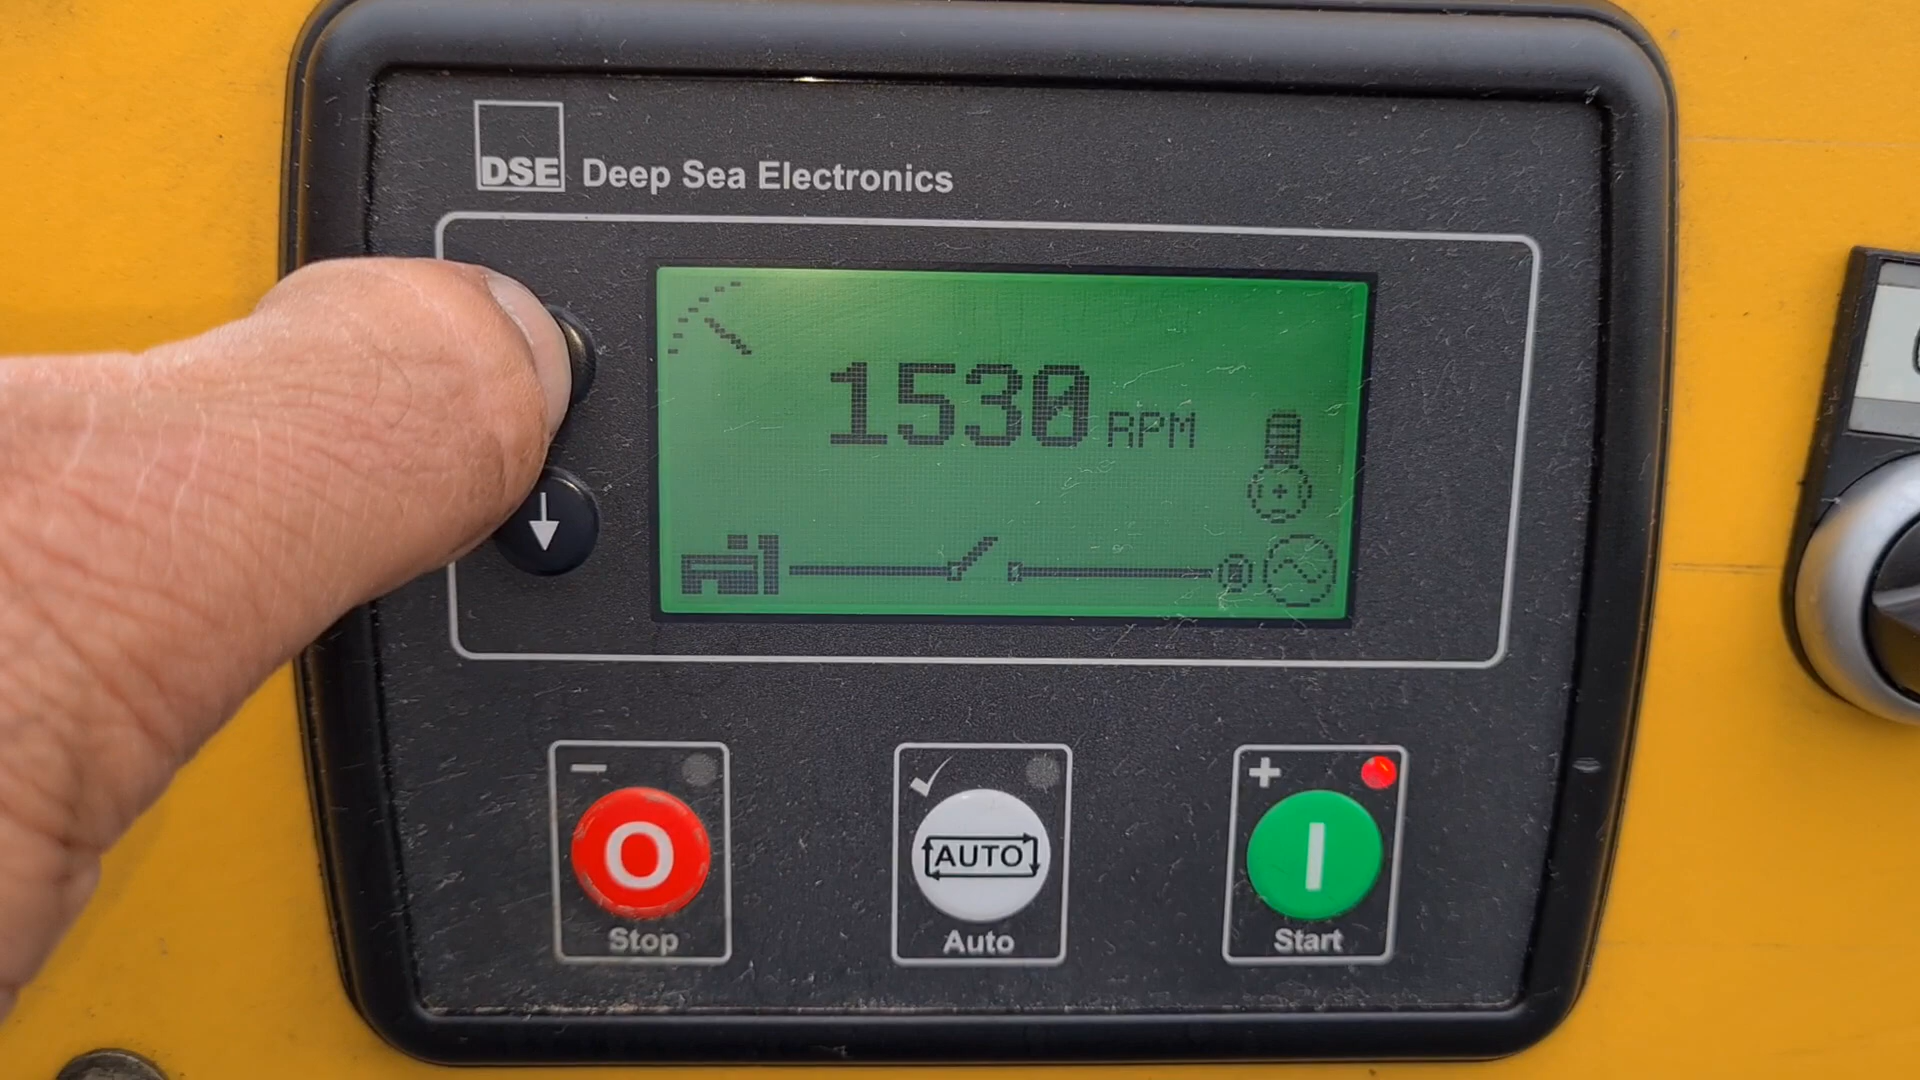 DSE Deep Sea Electronics
1530 RPM
Stop
AUTO
Auto
Start